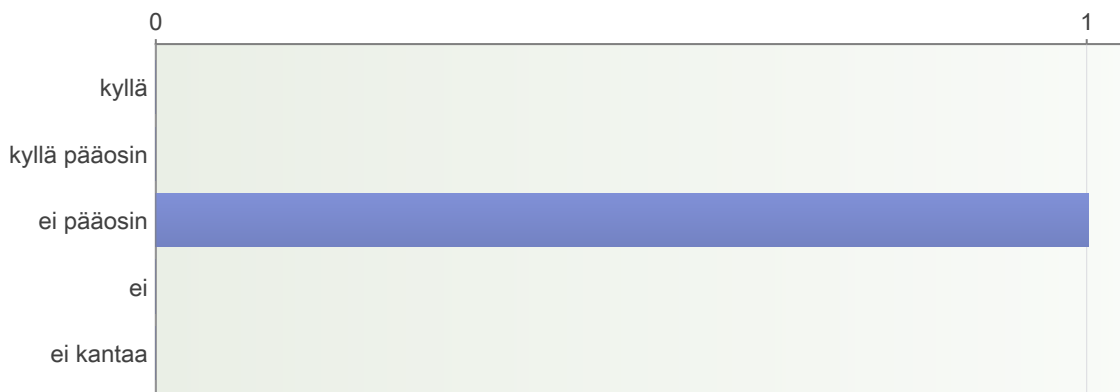 0 1
kyllä
kyllä pääosin
ei pääosin
ei
ei kantaa